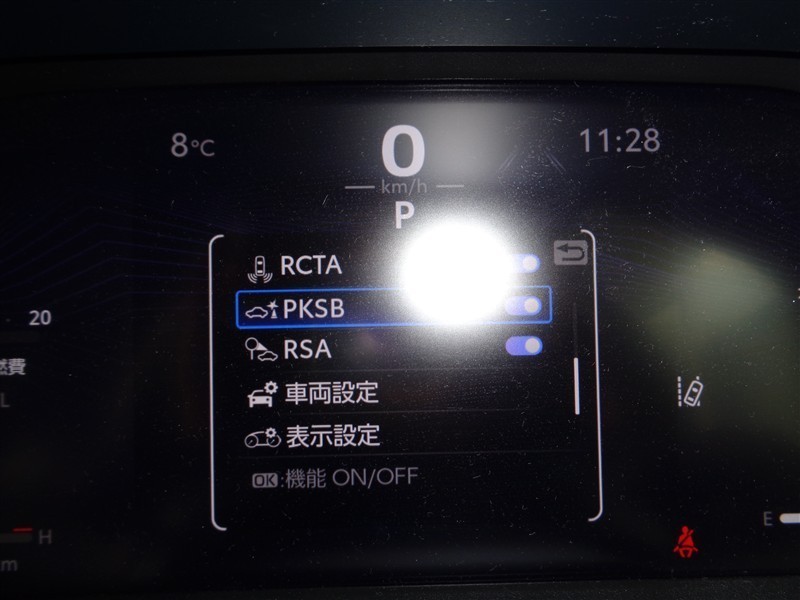 8°C
0
11:28
km/h
P
RCTA
PKSB
20
RSA
燃費
L
車両設定
表示設定
OK:機能 ON/OFF
E
H
m